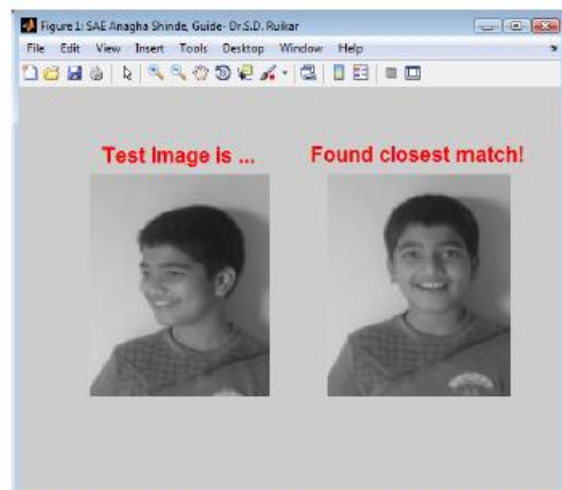 Figure 1: SAE Anagha Shinde, Guide- Dr.S.D. Ruikar
File Edit View Insert Tools Desktop Window Help
Test Image is ...
Found closest match!